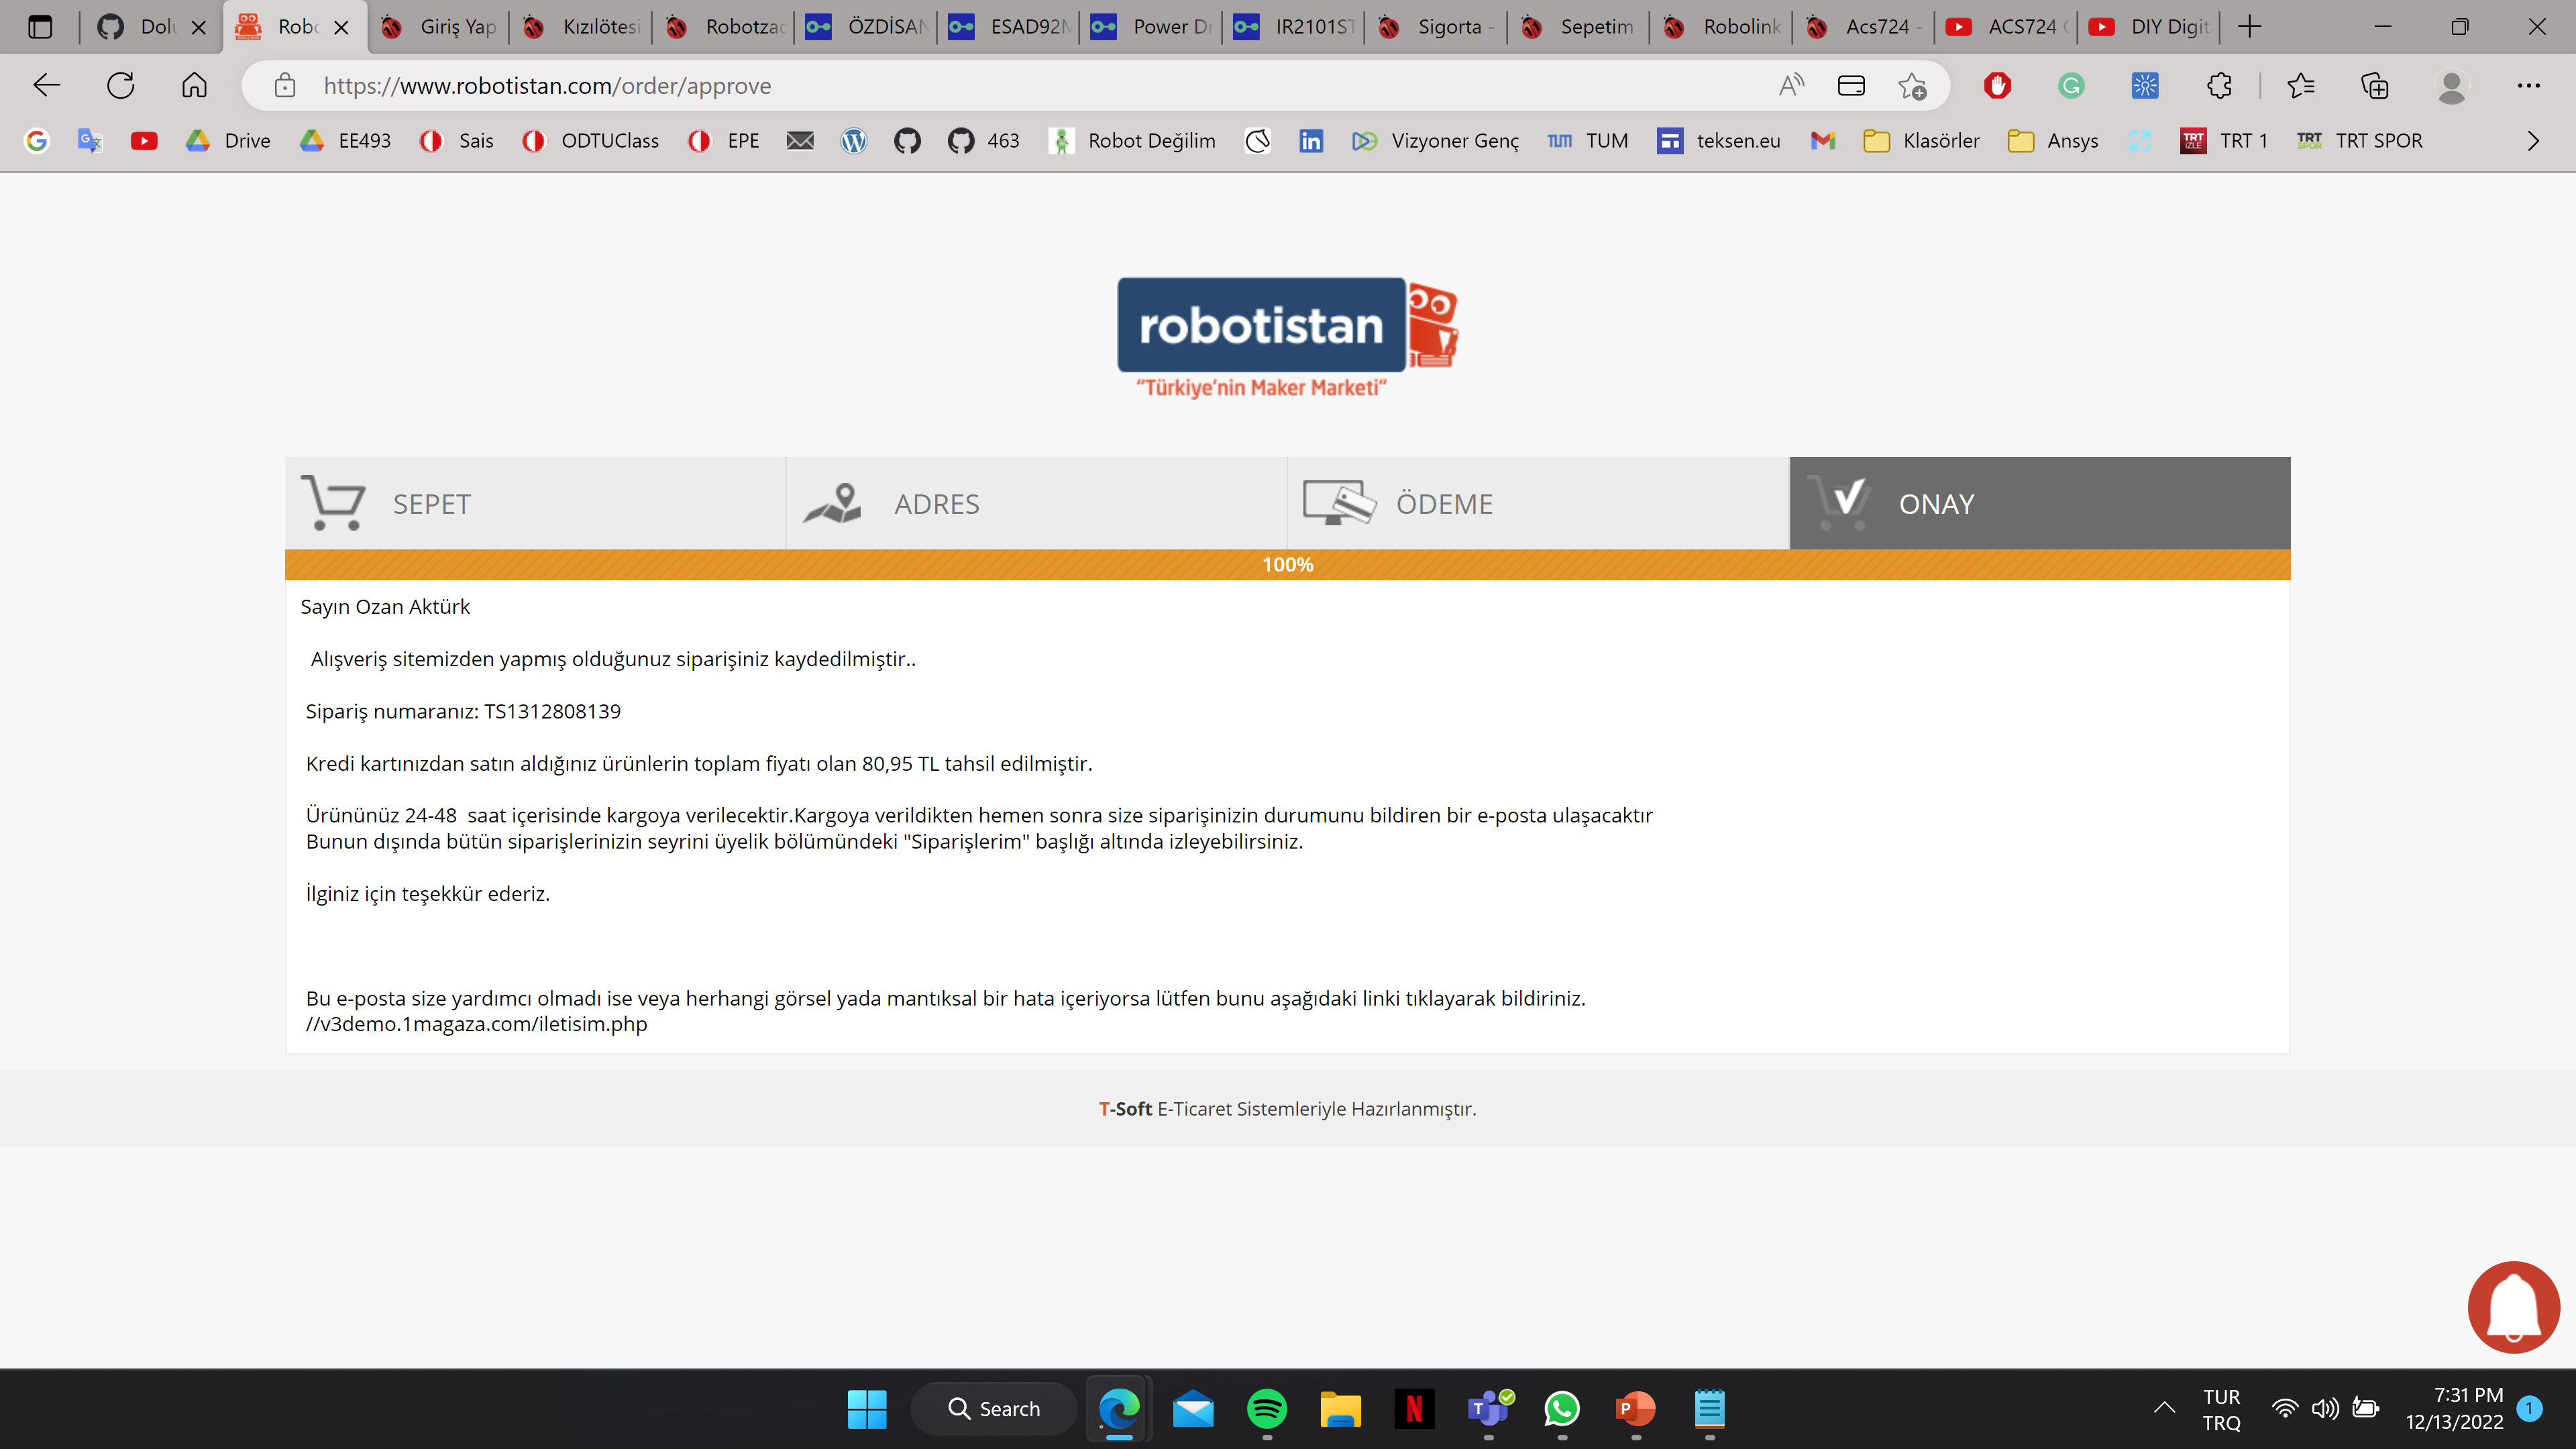 Dolu
Robo
Giriş Yap
Kızılötesi
Robotzad
ÖZDİSAN
ESAD92M
Power Dr
IR2101ST
Sigorta -
Sepetim
Robolink
Acs724 -
ACS724
DIY Digit
https://www.robotistan.com/order/approve
Drive
EE493
Sais
ODTUClass
EPE
463
Robot Değilim
Vizyoner Genç
TUM
teksen.eu
Klasörler
Ansys
TRT 1
TRT SPOR
robotistan
“Türkiye’nin Maker Marketi”
SEPET
ADRES
ÖDEME
ONAY
100%
Sayın Ozan Aktürk
Alışveriş sitemizden yapmış olduğunuz siparişiniz kaydedilmiştir..
Sipariş numaranız: TS1312808139
Kredi kartınızdan satın aldığınız ürünlerin toplam fiyatı olan 80,95 TL tahsil edilmiştir.
Ürününüz 24-48 saat içerisinde kargoya verilecektir.Kargoya verildikten hemen sonra size siparişinizin durumunu bildiren bir e-posta ulaşacaktır
Bunun dışında bütün siparişlerinizin seyrini üyelik bölümündeki "Siparişlerim" başlığı altında izleyebilirsiniz.
İlginiz için teşekkür ederiz.
Bu e-posta size yardımcı olmadı ise veya herhangi görsel yada mantıksal bir hata içeriyorsa lütfen bunu aşağıdaki linki tıklayarak bildiriniz.
//v3demo.1magaza.com/iletisim.php
T-Soft E-Ticaret Sistemleriyle Hazırlanmıştır.
Search
TUR
TRQ
7:31 PM
12/13/2022
1